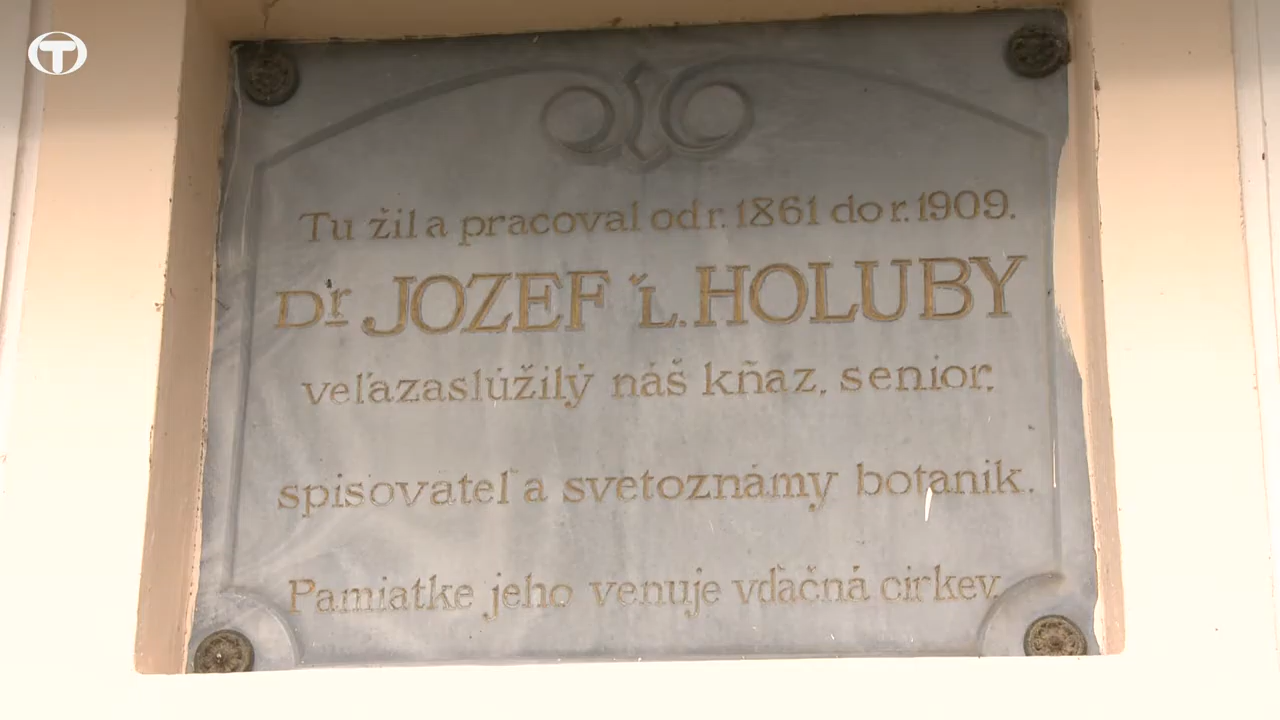 T
Tu žil a pracoval od r. 1861 do r. 1909.
Dr JOZEF Ľ. HOLUBY
veľazaslúžilý náš kňaz, senior,
spisovateľ a svetoznámy botanik.
Pamiatke jeho venuje vďačná cirkev.